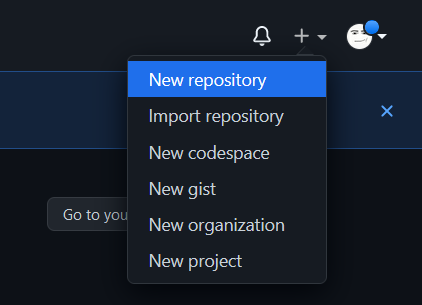 New repository
Import repository
New codespace
New gist
New organization
New project
Go to you